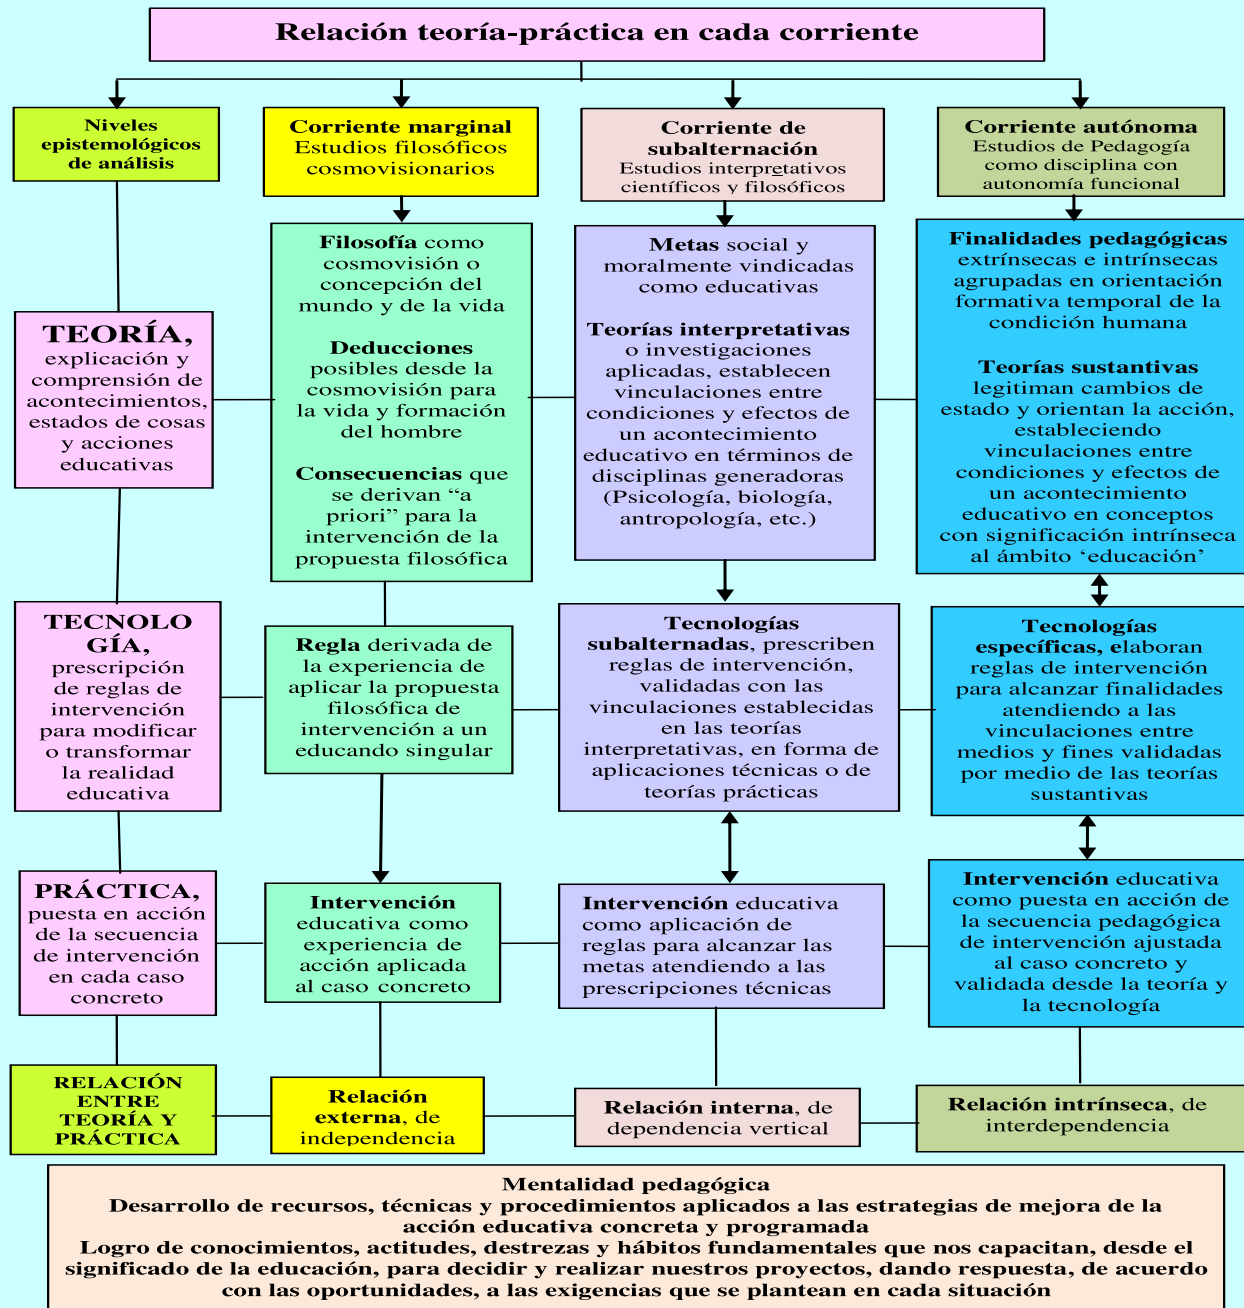 Relación teoría-práctica en cada corriente
Niveles
epistemológicos
de análisis
Corriente marginal
Estudios filosóficos
cosmovisionarios
Corriente de
subalternación
Estudios interpretativos
científicos y filosóficos
Corriente autónoma
Estudios de Pedagogía
como disciplina con
autonomía funcional
TEORÍA,
explicación y
comprensión de
acontecimientos,
estados de cosas
y acciones
educativas
Filosofía como
cosmovisión o
concepción del
mundo y de la vida
Deducciones
posibles desde la
cosmovisión para
la vida y formación
del hombre
Consecuencias que
se derivan “a
priori” para la
intervención de la
propuesta filosófica
Metas social y
moralmente vindicadas
como educativas
Teorías interpretativas
o investigaciones
aplicadas, establecen
vinculaciones entre
condiciones y efectos de
un acontecimiento
educativo en términos de
disciplinas generadoras
(Psicología, biología,
antropología, etc.)
Finalidades pedagógicas
extrínsecas e intrínsecas
agrupadas en orientación
formativa temporal de la
condición humana
Teorías sustantivas
legitiman cambios de
estado y orientan la acción,
estableciendo
vinculaciones entre
condiciones y efectos de
un acontecimiento
educativo en conceptos
con significación intrínseca
al ámbito ‘educación’
TECNOLO
GÍA,
prescripción
de reglas de
intervención
para modificar
o transformar
la realidad
educativa
Regla derivada de
la experiencia de
aplicar la propuesta
filosófica de
intervención a un
educando singular
Tecnologías
subalternadas, prescriben
reglas de intervención,
validadas con las
vinculaciones establecidas
en las teorías
interpretativas, en forma de
aplicaciones técnicas o de
teorías prácticas
Tecnologías
específicas, elaboran
reglas de intervención
para alcanzar finalidades
atendiendo a las
vinculaciones entre
medios y fines validadas
por medio de las teorías
sustantivas
PRÁCTICA,
puesta en acción
de la secuencia
de intervención
en cada caso
concreto
Intervención
educativa como
experiencia de
acción aplicada
al caso concreto
Intervención educativa
como aplicación de
reglas para alcanzar las
metas atendiendo a las
prescripciones técnicas
Intervención educativa
como puesta en acción de
la secuencia pedagógica
de intervención ajustada
al caso concreto y
validada desde la teoría y
la tecnología
RELACIÓN
ENTRE
TEORÍA Y
PRÁCTICA
Relación
externa, de
independencia
Relación interna, de
dependencia vertical
Relación intrínseca, de
interdependencia
Mentalidad pedagógica
Desarrollo de recursos, técnicas y procedimientos aplicados a las estrategias de mejora de la
acción educativa concreta y programada
Logro de conocimientos, actitudes, destrezas y hábitos fundamentales que nos capacitan, desde el
significado de la educación, para decidir y realizar nuestros proyectos, dando respuesta, de acuerdo
con las oportunidades, a las exigencias que se plantean en cada situación